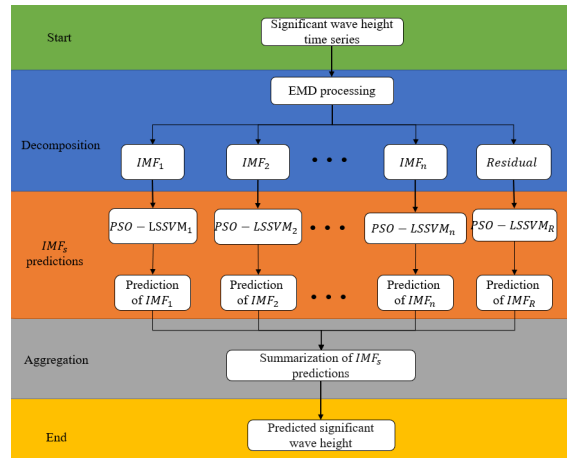 Start
Significant wave height
time series
EMD processing
Decomposition
IMF₁
IMF₂
• • •
IMFₙ
Residual
IMFₛ
predictions
PSO − LSSVM₁
PSO − LSSVM₂
• • •
PSO − LSSVMₙ
PSO − LSSVM_R
Prediction
of IMF₁
Prediction
of IMF₂
• • •
Prediction
of IMFₙ
Prediction
of IMF_R
Aggregation
Summarization of IMFₛ
predictions
End
Predicted significant
wave height